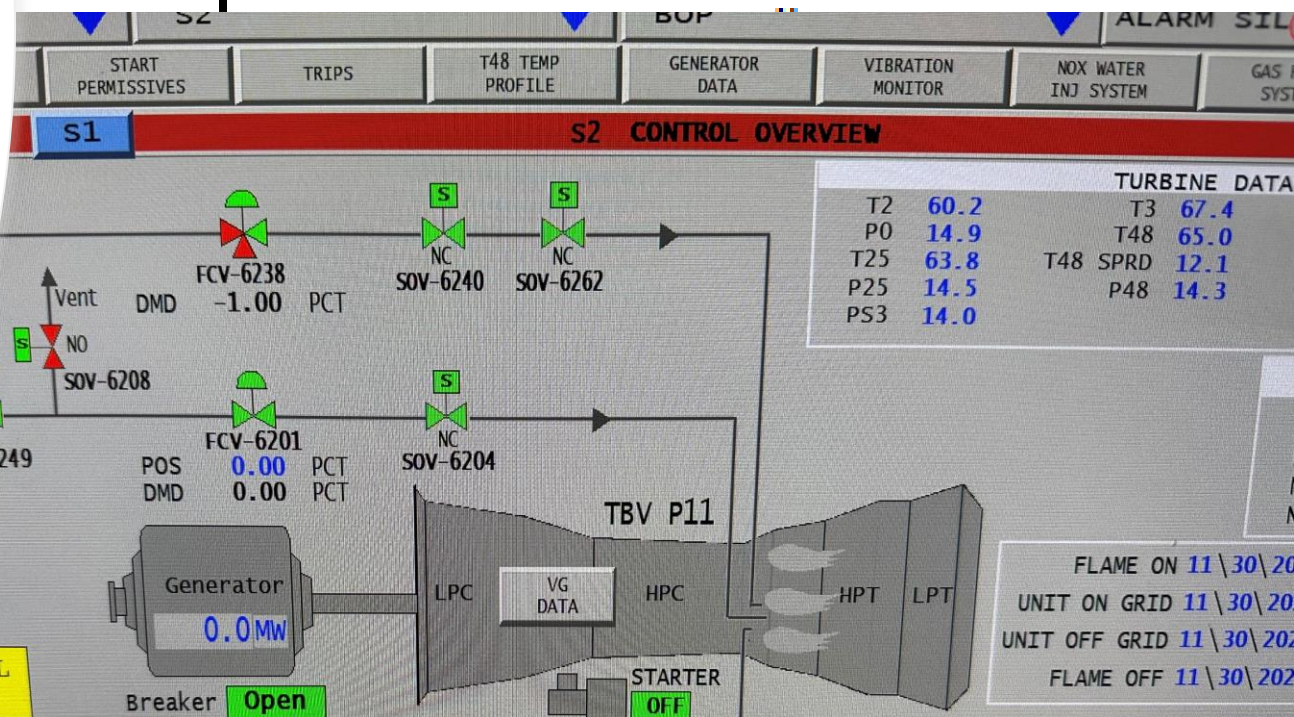 S2
BOP
ALARM SIL
START PERMISSIVES
TRIPS
T48 TEMP PROFILE
GENERATOR DATA
VIBRATION MONITOR
NOX WATER INJ SYSTEM
GAS
SYST
S1
S2 CONTROL OVERVIEW
TURBINE DATA
T2 60.2 T3 67.4
P0 14.9 T48 65.0
T25 63.8 T48 SPRD 12.1
P25 14.5 P48 14.3
PS3 14.0
S
S
NC
NC
FCV-6238
SOV-6240
SOV-6262
DMD -1.00 PCT
Vent
S
NO
SOV-6208
S
NC
FCV-6201
SOV-6204
249
POS 0.00 PCT
DMD 0.00 PCT
TBV P11
Generator
0.0MW
LPC
VG DATA
HPC
HPT
LPT
FLAME ON 11\30\20
UNIT ON GRID 11\30\20
UNIT OFF GRID 11\30\202
FLAME OFF 11\30\202
STARTER
OFF
Breaker Open
L